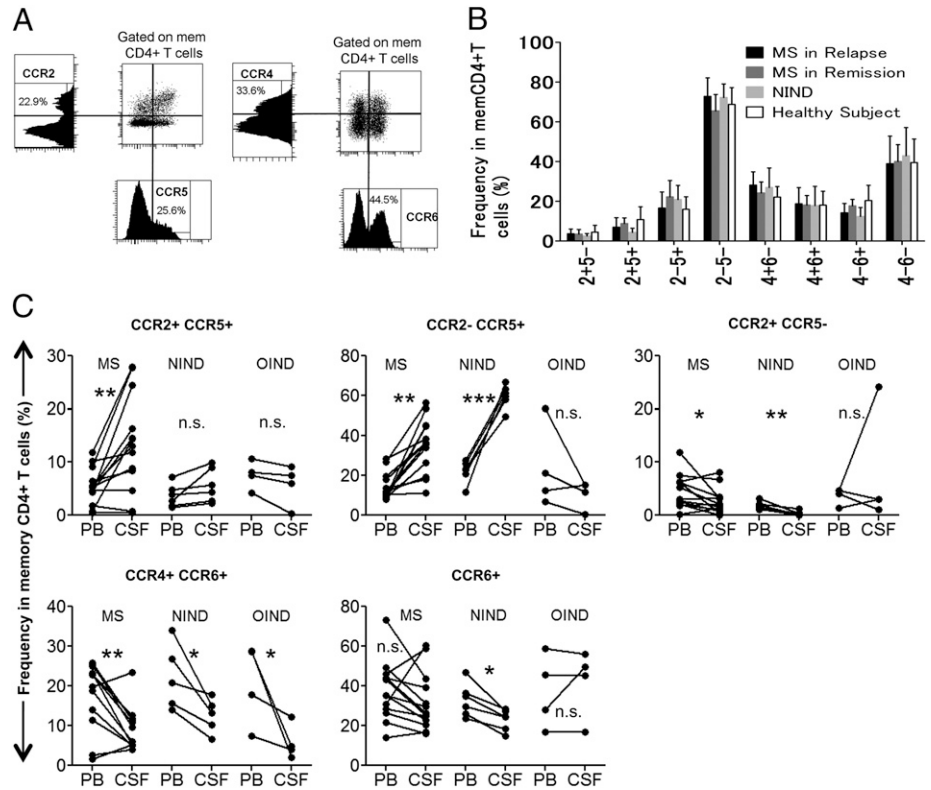 A
Gated on mem
CD4+ T cells
CCR2
22.9%
CCR5
25.6%
Gated on mem
CD4+ T cells
CCR4
33.6%
44.5%
CCR6
B
Frequency in memCD4+T
cells (%)
100
80
60
40
20
0
MS in Relapse
MS in Remission
NIND
Healthy Subject
2+5−
2+5+
2−5+
2−5−
4+6−
4+6+
4−6+
4−6−
C
Frequency in memory CD4+ T cells (%)
CCR2+ CCR5+
30
20
10
0
MS
NIND
OIND
**
n.s.
n.s.
PB CSF
PB CSF
PB CSF
CCR2- CCR5+
80
60
40
20
0
MS
NIND
OIND
**
***
n.s.
PB CSF
PB CSF
PB CSF
CCR2+ CCR5-
30
20
10
0
MS
NIND
OIND
*
**
n.s.
PB CSF
PB CSF
PB CSF
CCR4+ CCR6+
40
30
20
10
0
MS
NIND
OIND
**
*
*
PB CSF
PB CSF
PB CSF
CCR6+
80
60
40
20
0
MS
NIND
OIND
n.s.
*
n.s.
PB CSF
PB CSF
PB CSF